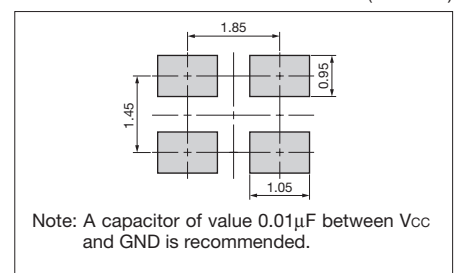 1.85
0.95
1.45
1.05
Note: A capacitor of value 0.01μF between Vcc
and GND is recommended.